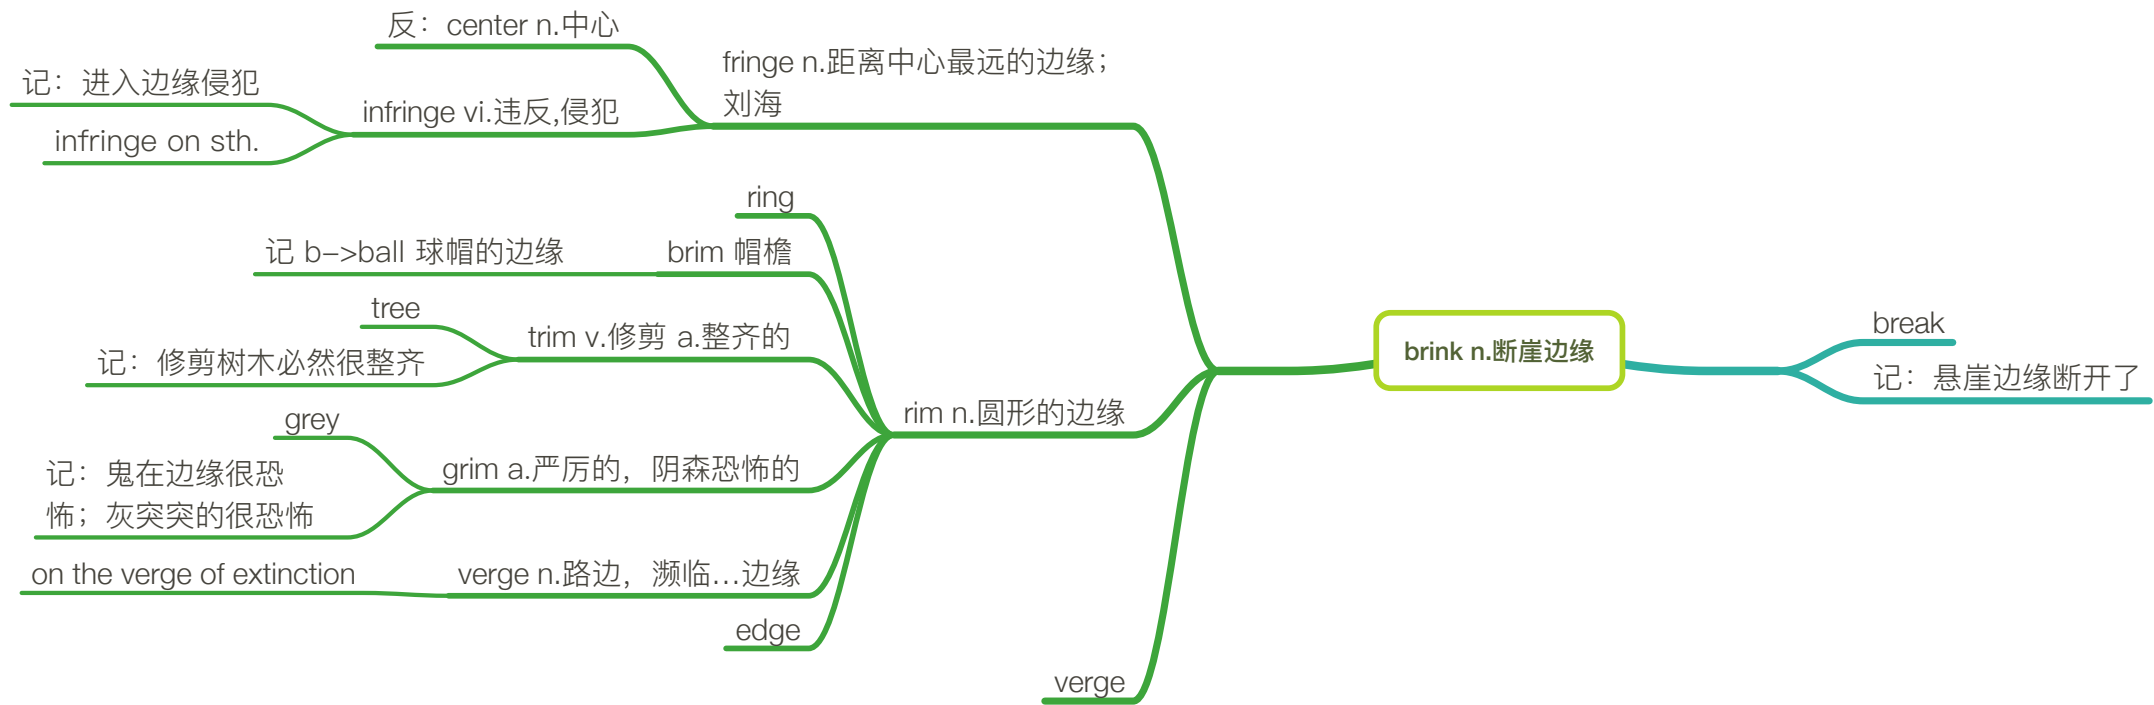 反：center n.中心
fringe n.距离中心最远的边缘；
刘海
记：进入边缘侵犯
infringe vi.违反,侵犯
infringe on sth.
ring
记 b->ball 球帽的边缘
brim 帽檐
tree
trim v.修剪 a.整齐的
记：修剪树木必然很整齐
rim n.圆形的边缘
grey
grim a.严厉的，阴森恐怖的
记：鬼在边缘很恐
怖；灰突突的很恐怖
on the verge of extinction
verge n.路边，濒临...边缘
edge
verge
brink n.断崖边缘
break
记：悬崖边缘断开了